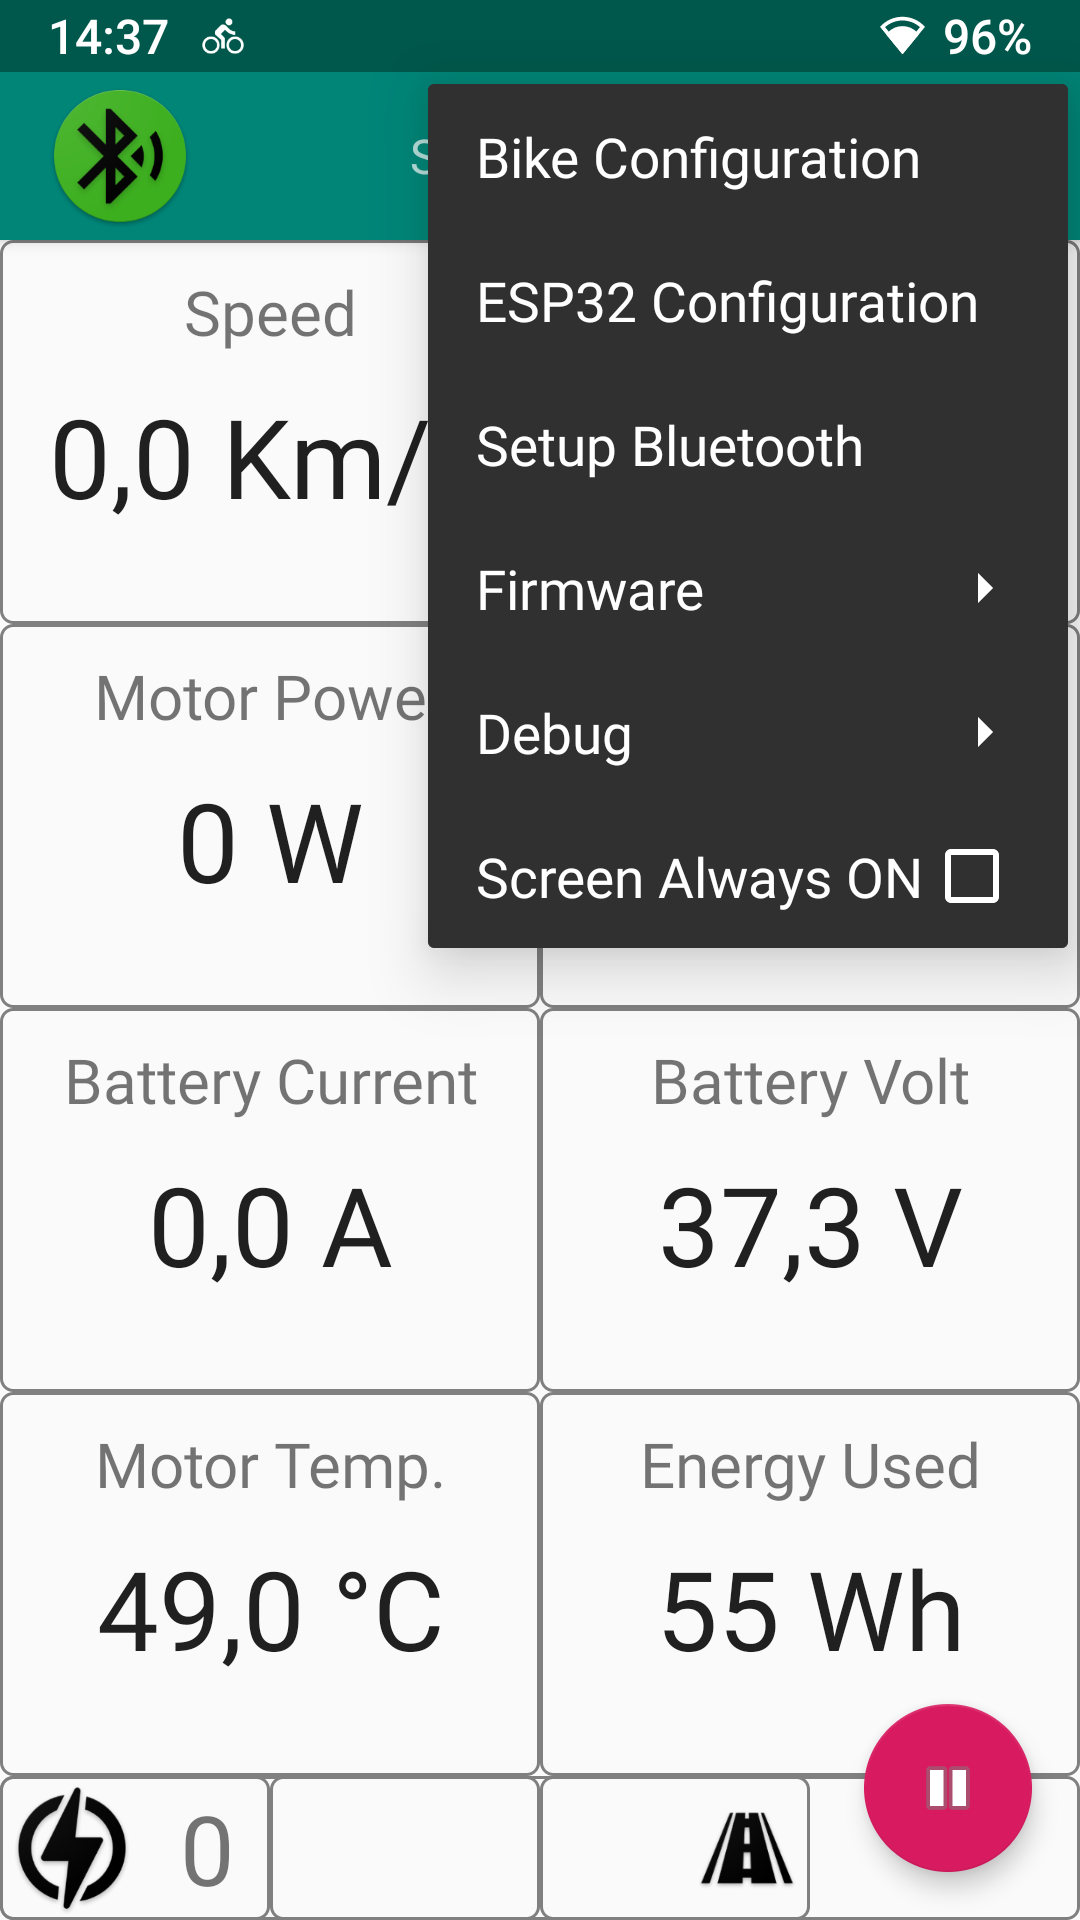 14:37 96%
Bike Configuration
ESP32 Configuration
Setup Bluetooth
Firmware
Debug
Screen Always ON
Speed
0,0 Km/
Motor Powe
0 W
Battery Current
Battery Volt
0,0 A
37,3 V
Motor Temp.
Energy Used
49,0 °C
55 Wh
0